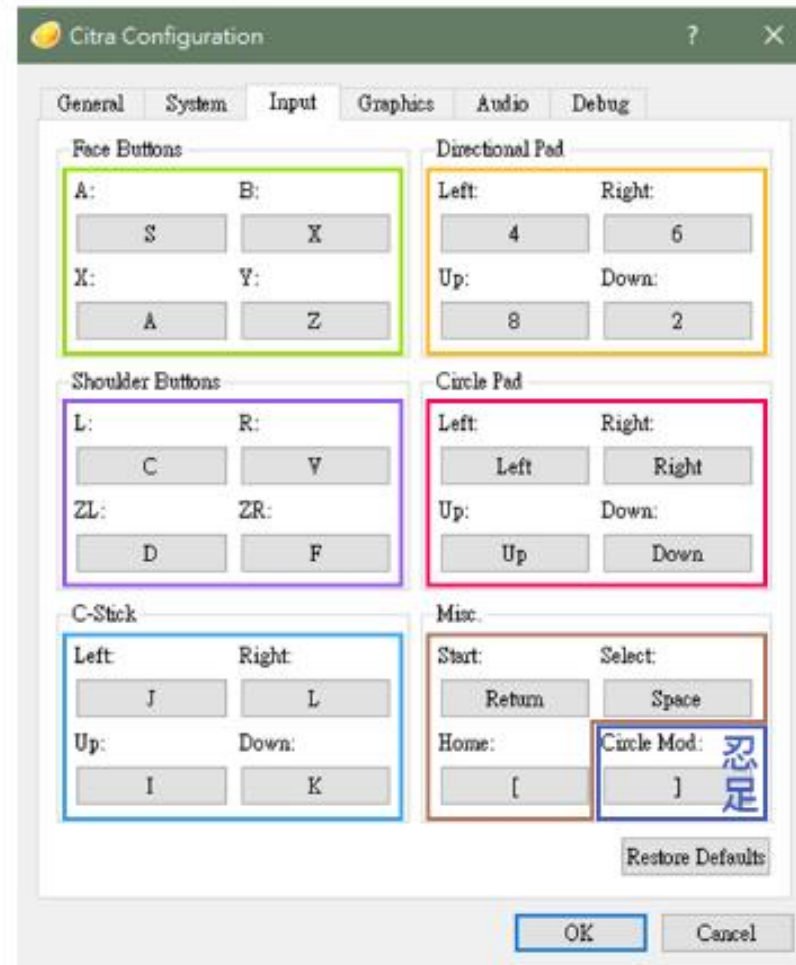 Citra Configuration ? ×
General System Input Graphics Audio Debug
Face Buttons
A: B:
S X
X: Y:
A Z
Directional Pad
Left: Right:
4 6
Up: Down:
8 2
Shoulder Buttons
L: R:
C V
ZL: ZR:
D F
Circle Pad
Left: Right:
Left Right
Up: Down:
Up Down
C-Stick
Left: Right:
J L
Up: Down:
I K
Misc.
Start: Select:
Return Space
Home: Circle Mod:
[ ]
忍足
Restore Defaults
OK Cancel